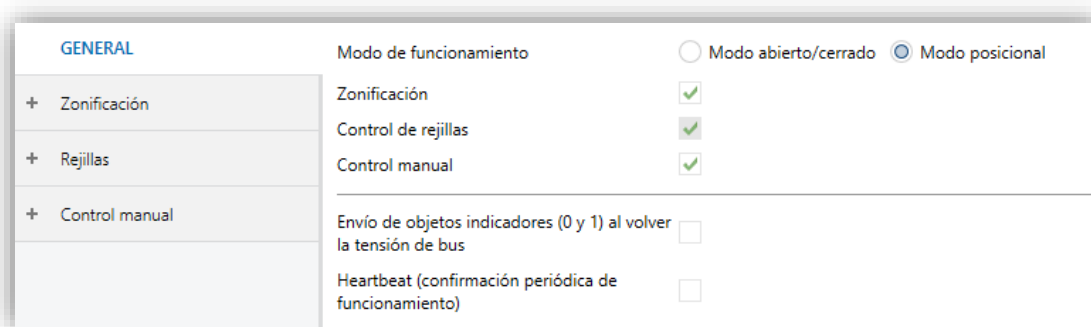 GENERAL
+ Zonificación
+ Rejillas
+ Control manual
Modo de funcionamiento Modo abierto/cerrado Modo posicional
Zonificación
Control de rejillas
Control manual
Envío de objetos indicadores (0 y 1) al volver
la tensión de bus
Heartbeat (confirmación periódica de
funcionamiento)